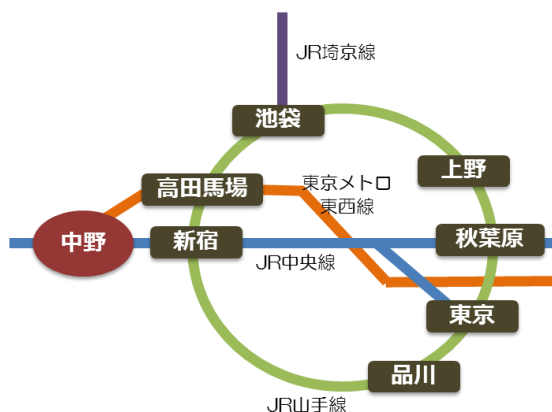 JR埼京線
池袋
上野
高田馬場
東京メトロ
東西線
中野
新宿
秋葉原
JR中央線
東京
品川
JR山手線